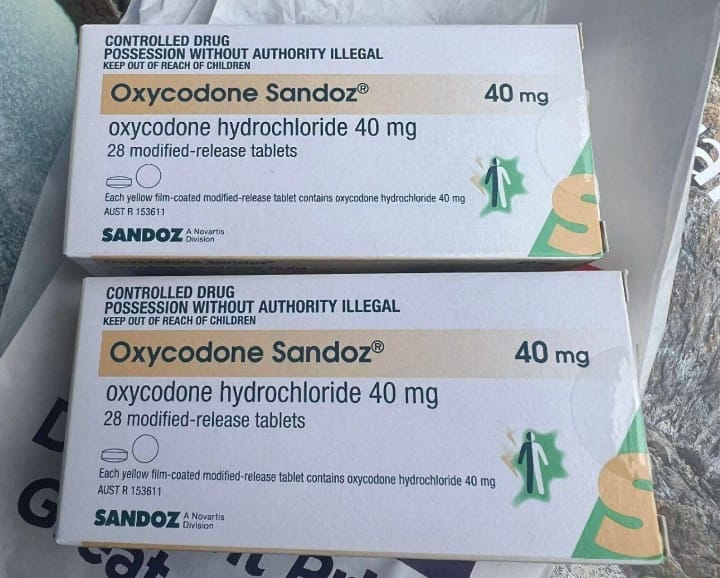 CONTROLLED DRUG
POSSESSION WITHOUT AUTHORITY ILLEGAL
KEEP OUT OF REACH OF CHILDREN
Oxycodone Sandoz® 40 mg
oxycodone hydrochloride 40 mg
28 modified-release tablets
Each yellow film-coated modified-release tablet contains oxycodone hydrochloride 40 mg
AUST R 153611
SANDOZ A Novartis
Division
S
CONTROLLED DRUG
POSSESSION WITHOUT AUTHORITY ILLEGAL
KEEP OUT OF REACH OF CHILDREN
Oxycodone Sandoz® 40 mg
oxycodone hydrochloride 40 mg
28 modified-release tablets
Each yellow film-coated modified-release tablet contains oxycodone hydrochloride 40 mg
AUST R 153611
SANDOZ A Novartis
Division
S